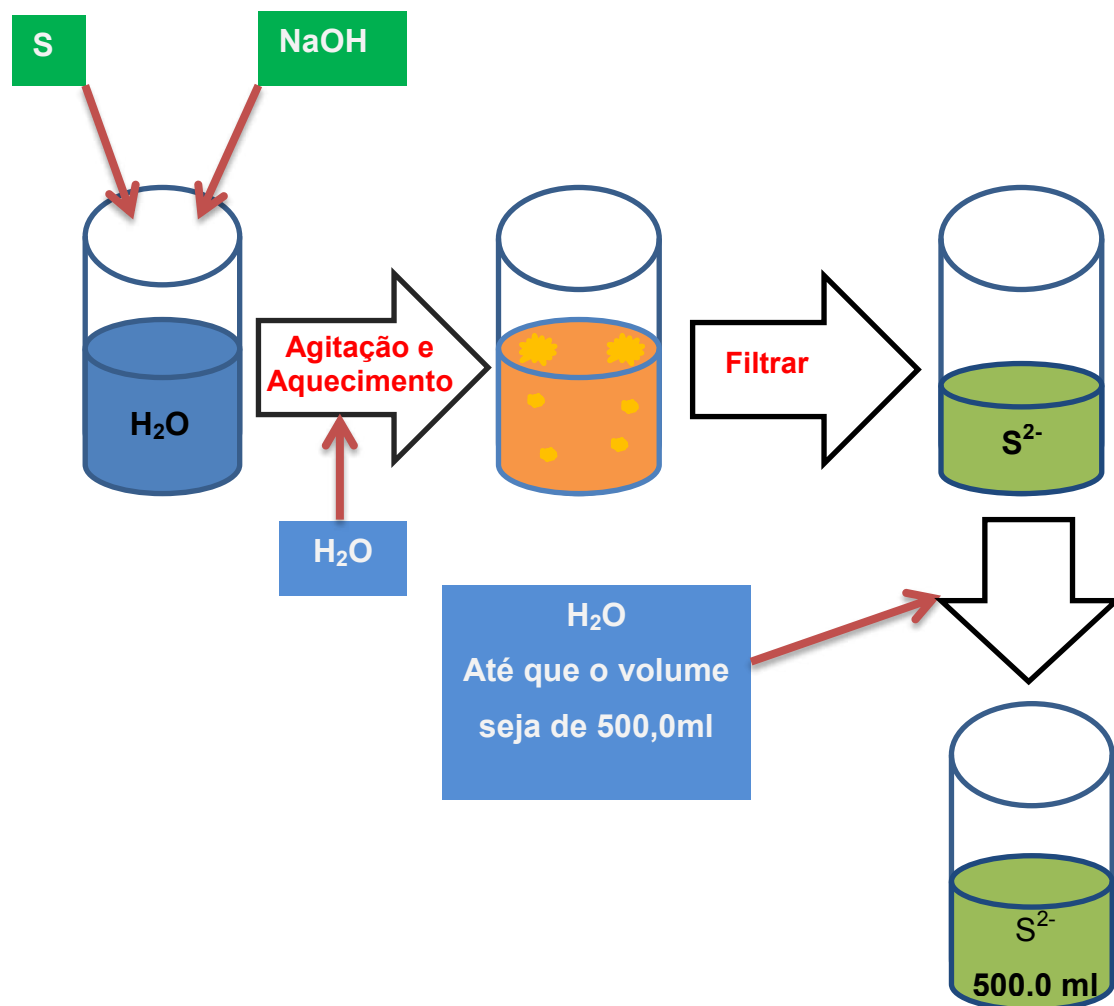 S
NaOH
H₂O
Agitação e
Aquecimento
H₂O
Filtrar
S²⁻
H₂O
Até que o volume
seja de 500,0ml
S²⁻
500.0 ml